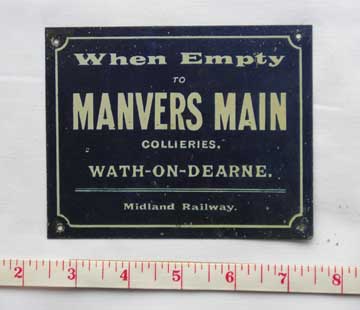 When Empty
TO
MANVERS MAIN
COLLIERIES.
WATH-ON-DEARNE.
Midland Railway.
2 3 4 5 6 7 8